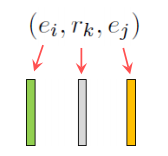 (e_i, r_k, e_j)